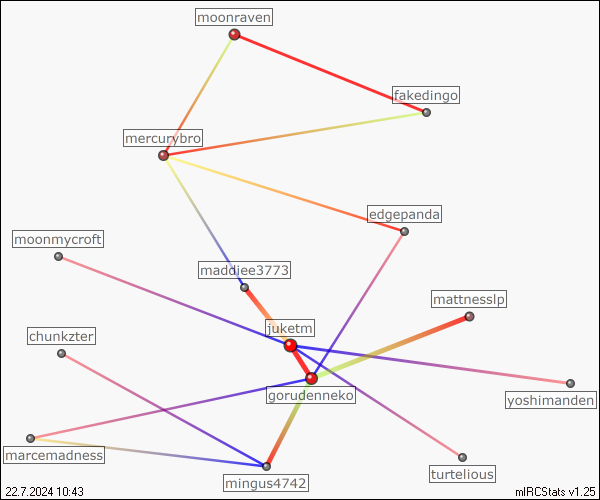 moonraven
fakedingo
mercurybro
edgepanda
moonmycroft
maddiee3773
mattnesslp
juketm
chunkzter
gorudenneko
yoshimanden
marcemadness
turtelious
mingus4742
22.7.2024 10:43
mIRCStats v1.25